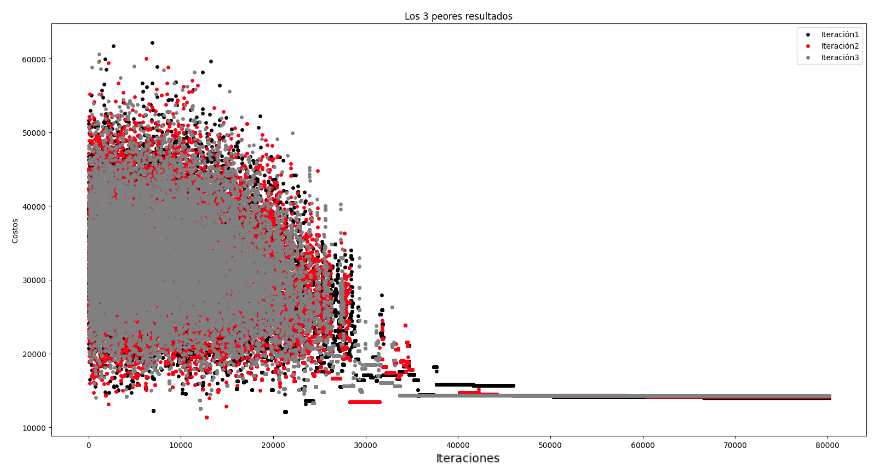 Los 3 peores resultados
Iteración1
Iteración2
Iteración3
60000
50000
40000
30000
20000
10000
Costos
0 10000 20000 30000 40000 50000 60000 70000 80000
Iteraciones